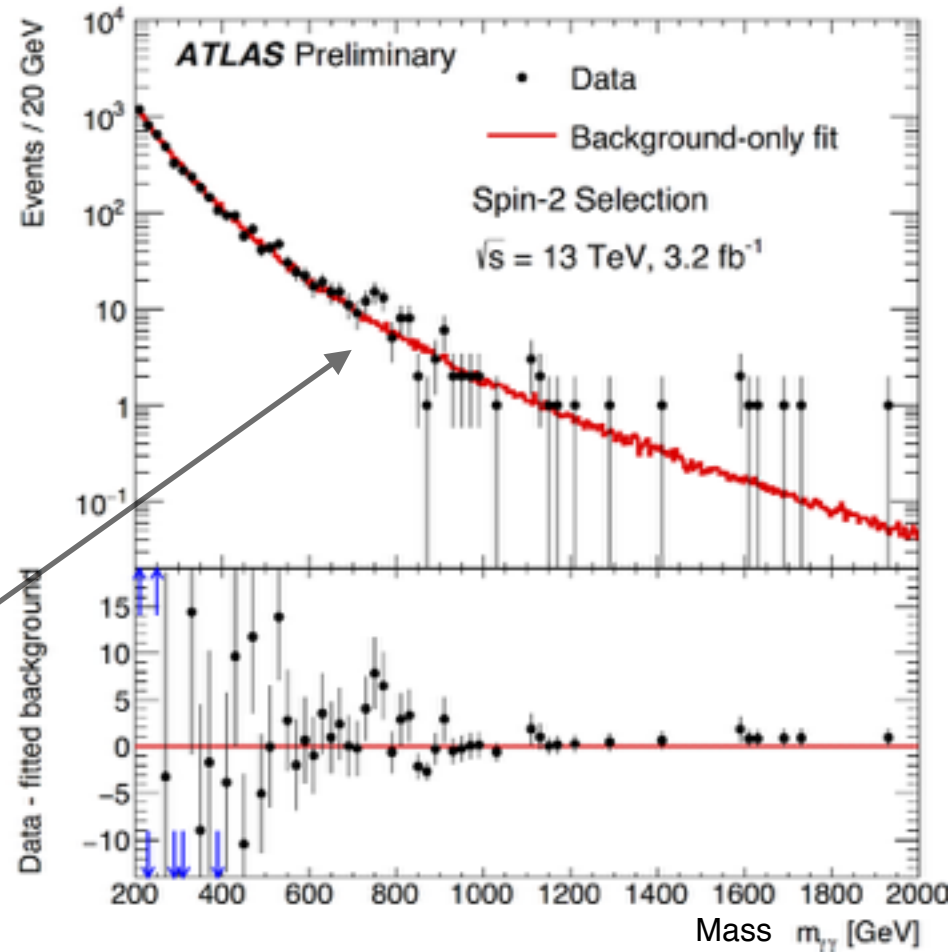 Events / 20 GeV
10⁴
10³
10²
10
1
10⁻¹
ATLAS Preliminary
Data
Background-only fit
Spin-2 Selection
√s = 13 TeV, 3.2 fb⁻¹
Data - fitted background
15
10
5
0
−5
−10
200 400 600 800 1000 1200 1400 1600 1800 2000
Mass m_γγ [GeV]